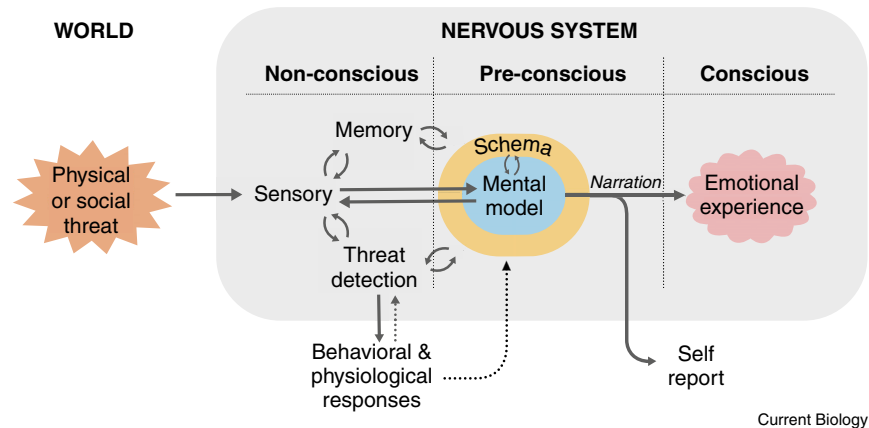 WORLD
NERVOUS SYSTEM
Non-conscious
Pre-conscious
Conscious
Memory
Schema
Physical
or social
threat
Sensory
Mental
model
Narration
Emotional
experience
Threat
detection
Behavioral &
physiological
responses
Self
report
Current Biology